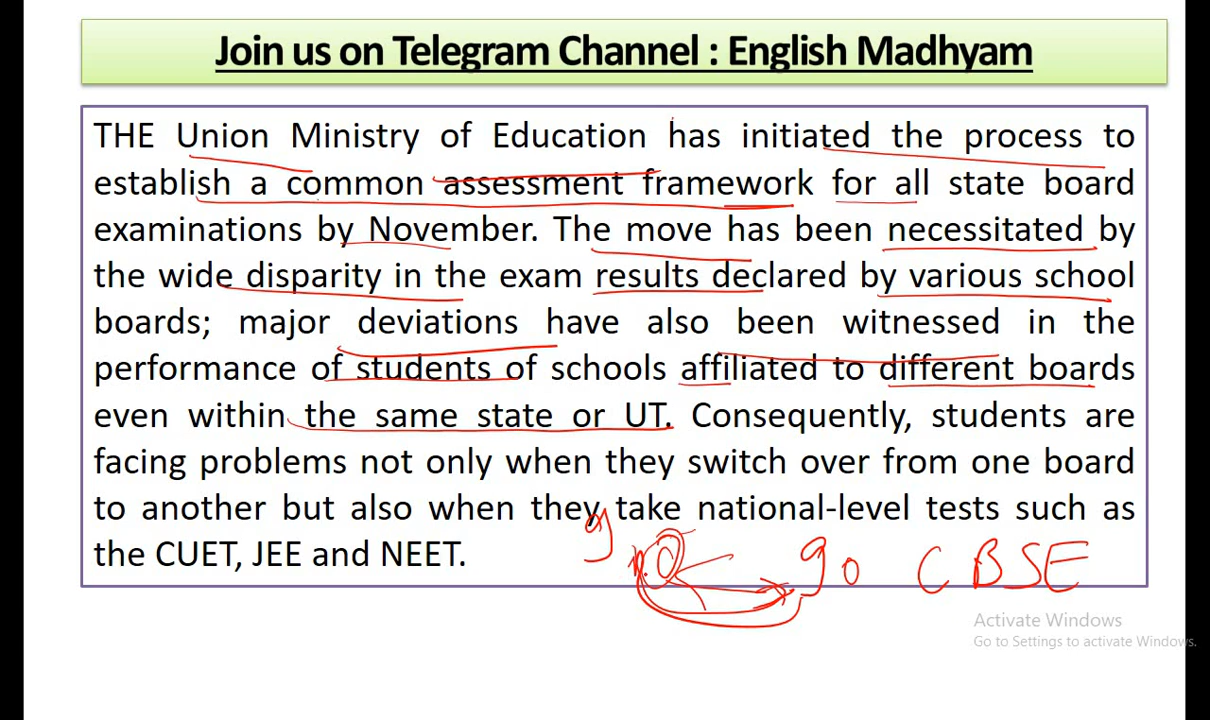 Join us on Telegram Channel : English Madhyam
THE Union Ministry of Education has initiated the process to
establish a common assessment framework for all state board
examinations by November. The move has been necessitated by
the wide disparity in the exam results declared by various school
boards; major deviations have also been witnessed in the
performance of students of schools affiliated to different boards
even within the same state or UT. Consequently, students are
facing problems not only when they switch over from one board
to another but also when they take national-level tests such as
the CUET, JEE and NEET.
90 CBSE
Activate Windows
Go to Settings to activate Windows.